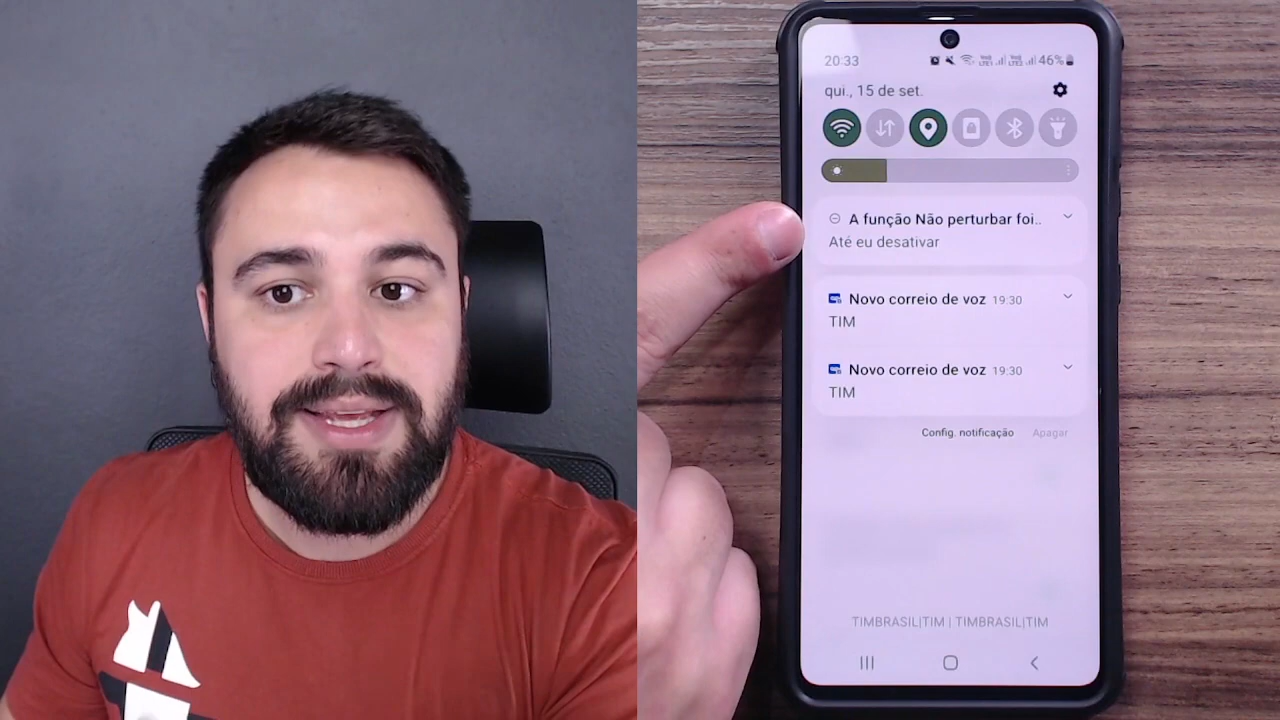 20:33
46%
qui., 15 de set.
A função Não perturbar foi..
Até eu desativar
Novo correio de voz 19:30
TIM
Novo correio de voz 19:30
TIM
Config. notificação Apagar
TIMBRASIL|TIM | TIMBRASIL|TIM